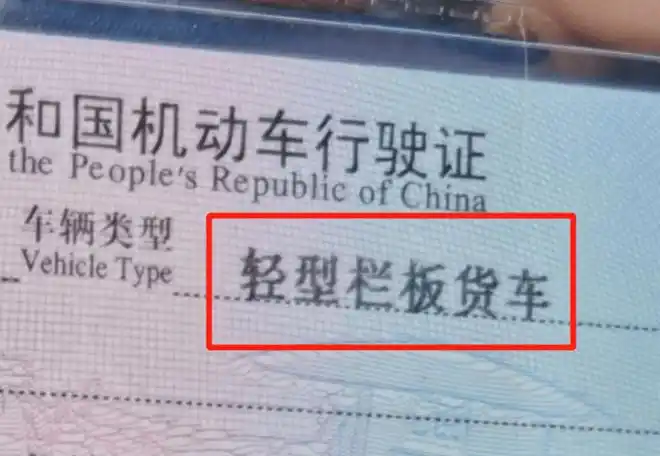 和国机动车行驶证
the People's Republic of China
车辆类型
Vehicle Type
轻型栏板货车